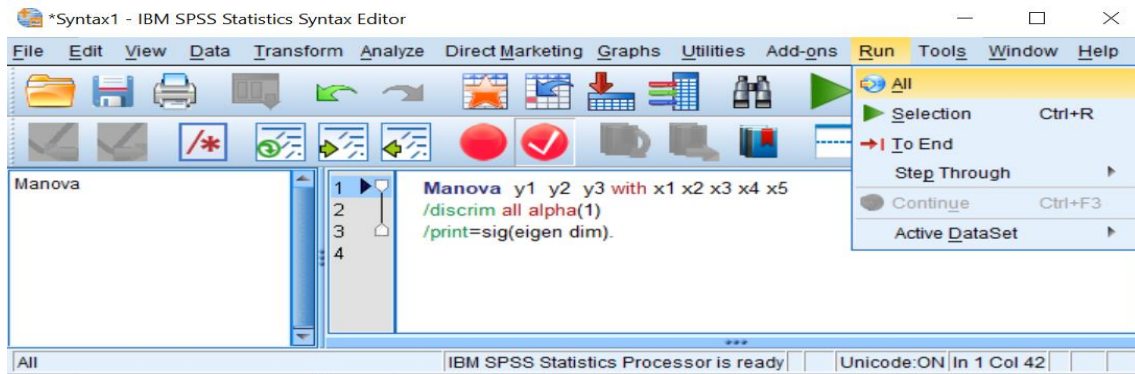 *Syntax1 - IBM SPSS Statistics Syntax Editor
File Edit View Data Transform Analyze Direct Marketing Graphs Utilities Add-ons Run Tools Window Help
All
Selection Ctrl+R
To End
Step Through
Continue Ctrl+F3
Active DataSet
/*
Manova
1 Manova y1 y2 y3 with x1 x2 x3 x4 x5
2 /discrim all alpha(1)
3 /print=sig(eigen dim).
4
All IBM SPSS Statistics Processor is ready Unicode:ON In 1 Col 42